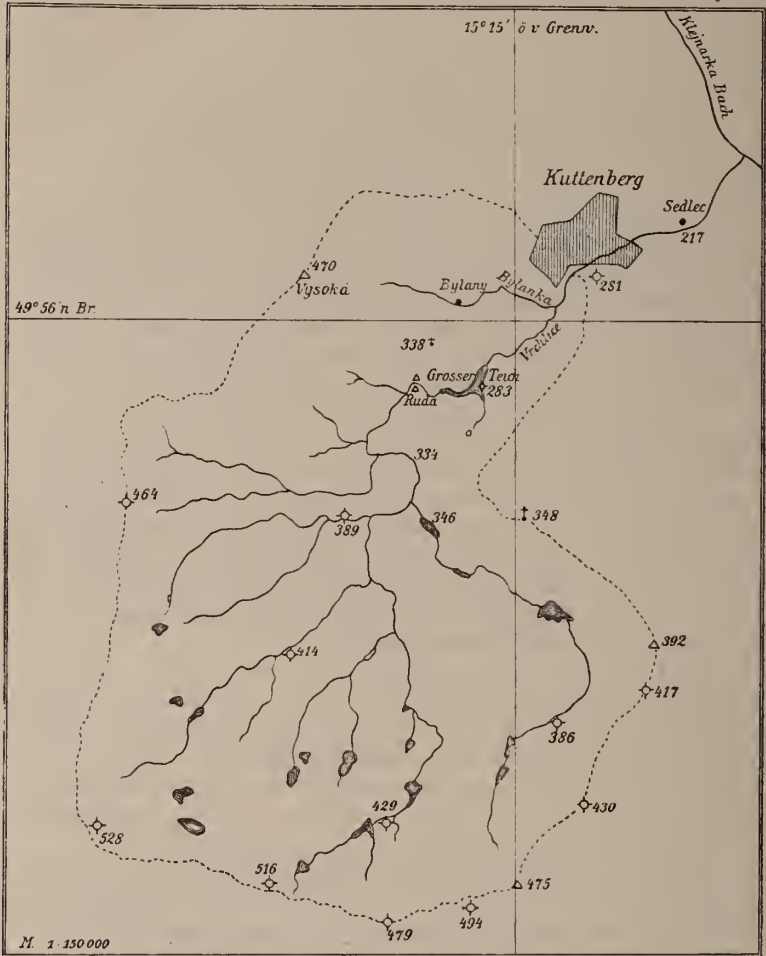 15° 15' ö v Grenw.
Klejnarka Bach
Kuttenberg
Sedlec
217
470
Vysoká
Bylany
Bylanka
281
49° 56' n Br.
338
Vrchlice
Grosser Teich
283
Ruda
334
464
389
346
348
392
414
417
386
430
429
528
516
475
494
479
M. 1:150 000